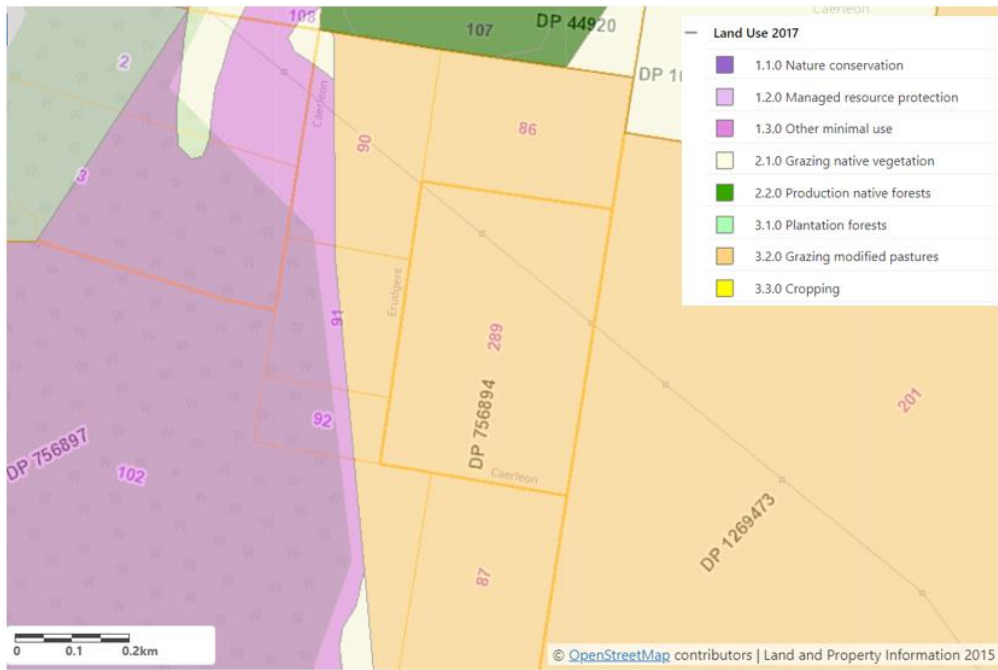 108
107
DP 44920
Caerleon
2
DP 1
Caerleon
90
86
3
Erudgere
91
289
DP 756894
92
201
DP 756897
102
Caerleon
DP 1269473
87
0 0.1 0.2km
Land Use 2017
1.1.0 Nature conservation
1.2.0 Managed resource protection
1.3.0 Other minimal use
2.1.0 Grazing native vegetation
2.2.0 Production native forests
3.1.0 Plantation forests
3.2.0 Grazing modified pastures
3.3.0 Cropping
© OpenStreetMap contributors | Land and Property Information 2015